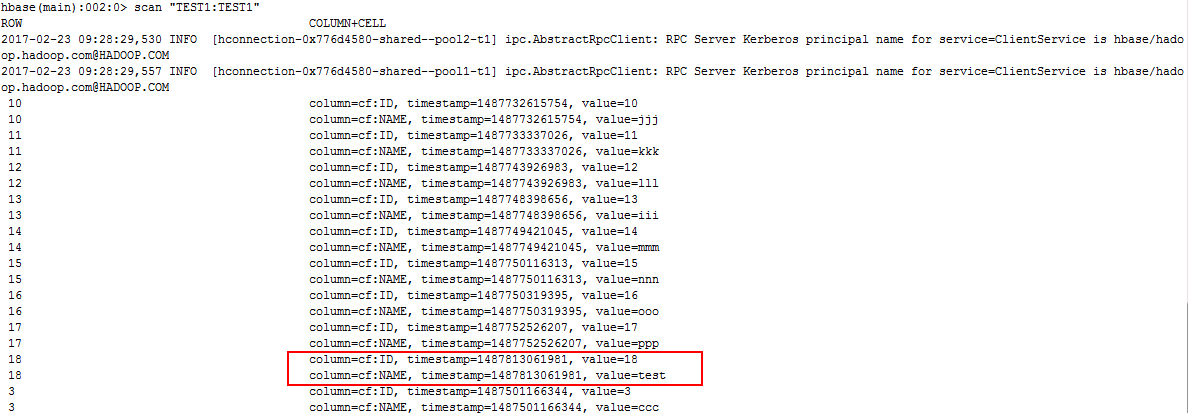 hbase(main):002:0> scan "TEST1:TEST1"
ROW COLUMN+CELL
2017-02-23 09:28:29,530 INFO [hconnection-0x776d4580-shared--pool2-t1] ipc.AbstractRpcClient: RPC Server Kerberos principal name for service=ClientService is hbase/hado
op.hadoop.com@HADOOP.COM
2017-02-23 09:28:29,557 INFO [hconnection-0x776d4580-shared--pool1-t1] ipc.AbstractRpcClient: RPC Server Kerberos principal name for service=ClientService is hbase/hado
op.hadoop.com@HADOOP.COM
10 column=cf:ID, timestamp=1487732615754, value=10
10 column=cf:NAME, timestamp=1487732615754, value=jjj
11 column=cf:ID, timestamp=1487733337026, value=11
11 column=cf:NAME, timestamp=1487733337026, value=kkk
12 column=cf:ID, timestamp=1487743926983, value=12
12 column=cf:NAME, timestamp=1487743926983, value=lll
13 column=cf:ID, timestamp=1487748398656, value=13
13 column=cf:NAME, timestamp=1487748398656, value=iii
14 column=cf:ID, timestamp=1487749421045, value=14
14 column=cf:NAME, timestamp=1487749421045, value=mmm
15 column=cf:ID, timestamp=1487750116313, value=15
15 column=cf:NAME, timestamp=1487750116313, value=nnn
16 column=cf:ID, timestamp=1487750319395, value=16
16 column=cf:NAME, timestamp=1487750319395, value=ooo
17 column=cf:ID, timestamp=1487752526207, value=17
17 column=cf:NAME, timestamp=1487752526207, value=ppp
18 column=cf:ID, timestamp=1487813061981, value=18
18 column=cf:NAME, timestamp=1487813061981, value=test
3 column=cf:ID, timestamp=1487501166344, value=3
3 column=cf:NAME, timestamp=1487501166344, value=ccc